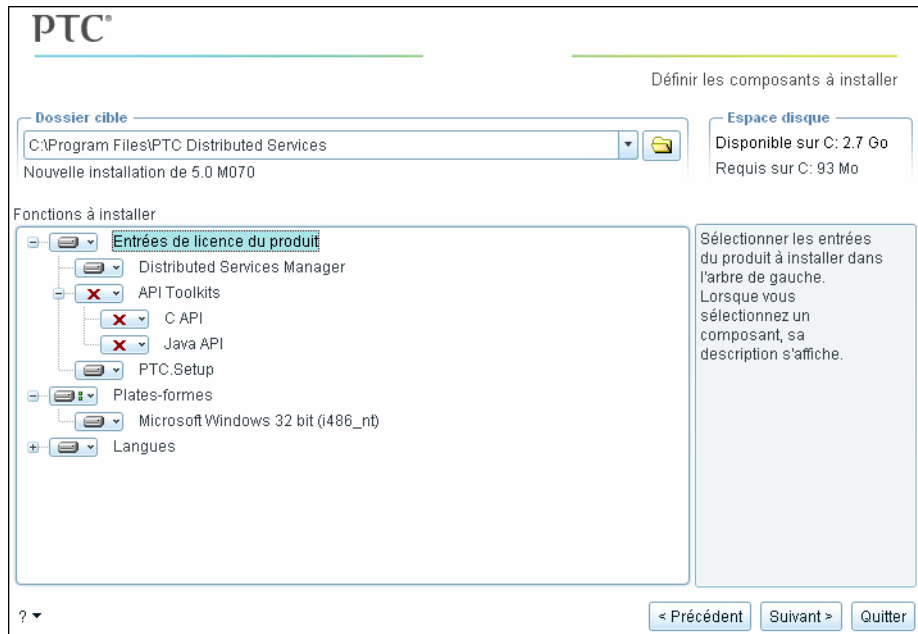 PTC®
Définir les composants à installer
Dossier cible
C:\Program Files\PTC Distributed Services
Nouvelle installation de 5.0 M070
Espace disque
Disponible sur C: 2.7 Go
Requis sur C: 93 Mo
Fonctions à installer
Entrées de licence du produit
Distributed Services Manager
API Toolkits
C API
Java API
PTC.Setup
Plates-formes
Microsoft Windows 32 bit (i486_nt)
Langues
Sélectionner les entrées
du produit à installer dans
l'arbre de gauche.
Lorsque vous
sélectionnez un
composant, sa
description s'affiche.
?
< Précédent
Suivant >
Quitter